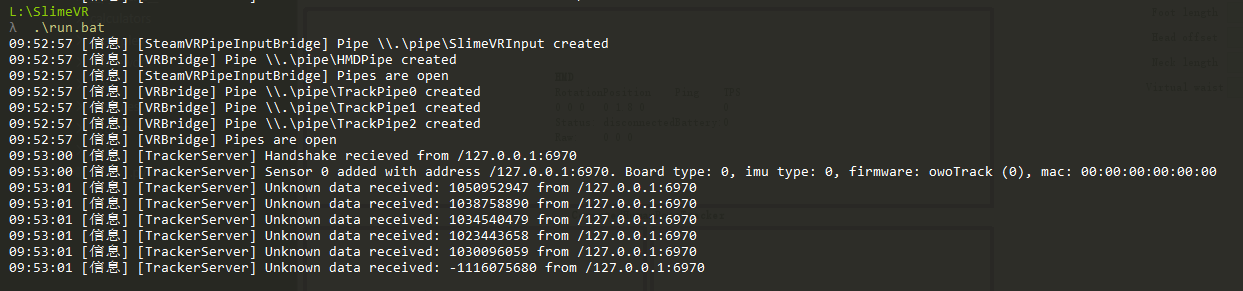 L:\SlimeVR
λ .\run.bat
09:52:57 [信息] [SteamVRPipeInputBridge] Pipe \\.\pipe\SlimeVRInput created
09:52:57 [信息] [VRBridge] Pipe \\.\pipe\HMDPipe created
09:52:57 [信息] [SteamVRPipeInputBridge] Pipes are open
09:52:57 [信息] [VRBridge] Pipe \\.\pipe\TrackPipe0 created
09:52:57 [信息] [VRBridge] Pipe \\.\pipe\TrackPipe1 created
09:52:57 [信息] [VRBridge] Pipe \\.\pipe\TrackPipe2 created
09:52:57 [信息] [VRBridge] Pipes are open
09:53:00 [信息] [TrackerServer] Handshake recieved from /127.0.0.1:6970
09:53:00 [信息] [TrackerServer] Sensor 0 added with address /127.0.0.1:6970. Board type: 0, imu type: 0, firmware: owoTrack (0), mac: 00:00:00:00:00:00
09:53:01 [信息] [TrackerServer] Unknown data received: 1050952947 from /127.0.0.1:6970
09:53:01 [信息] [TrackerServer] Unknown data received: 1038758890 from /127.0.0.1:6970
09:53:01 [信息] [TrackerServer] Unknown data received: 1034540479 from /127.0.0.1:6970
09:53:01 [信息] [TrackerServer] Unknown data received: 1023443658 from /127.0.0.1:6970
09:53:01 [信息] [TrackerServer] Unknown data received: 1030096059 from /127.0.0.1:6970
09:53:01 [信息] [TrackerServer] Unknown data received: -1116075680 from /127.0.0.1:6970